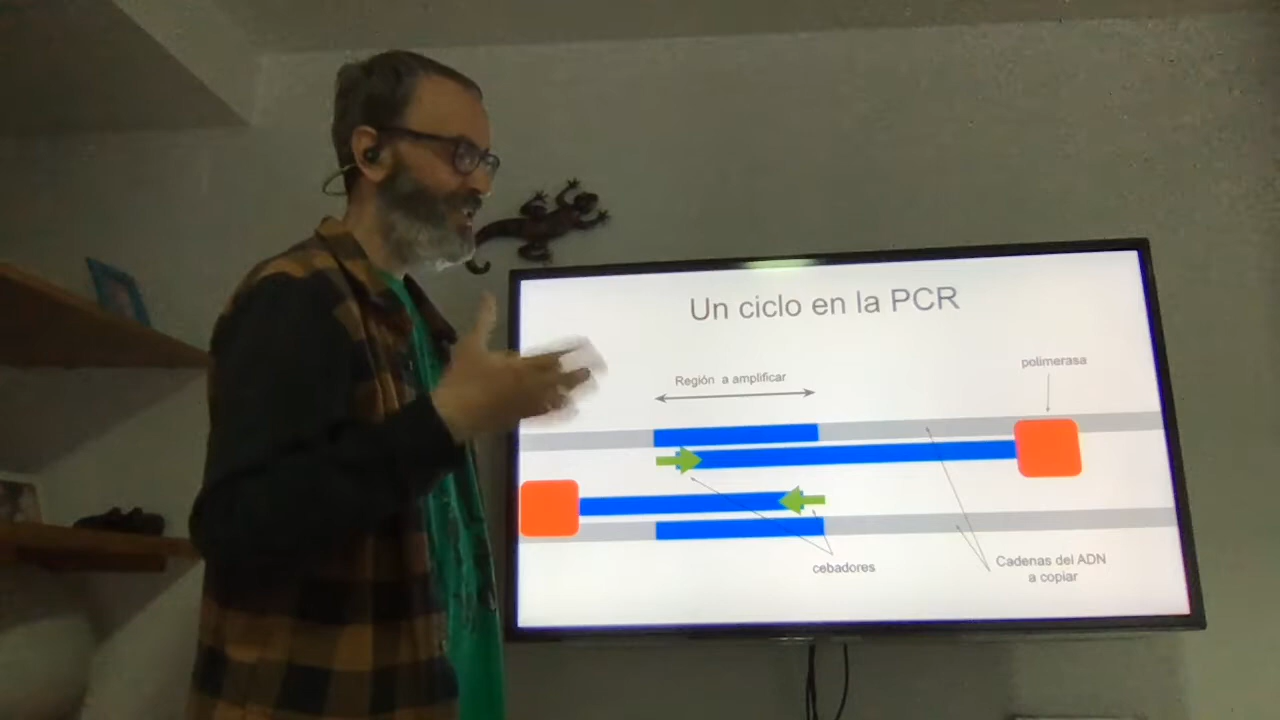 Un ciclo en la PCR
polimerasa
Región a amplificar
cebadores
Cadenas del ADN
a copiar